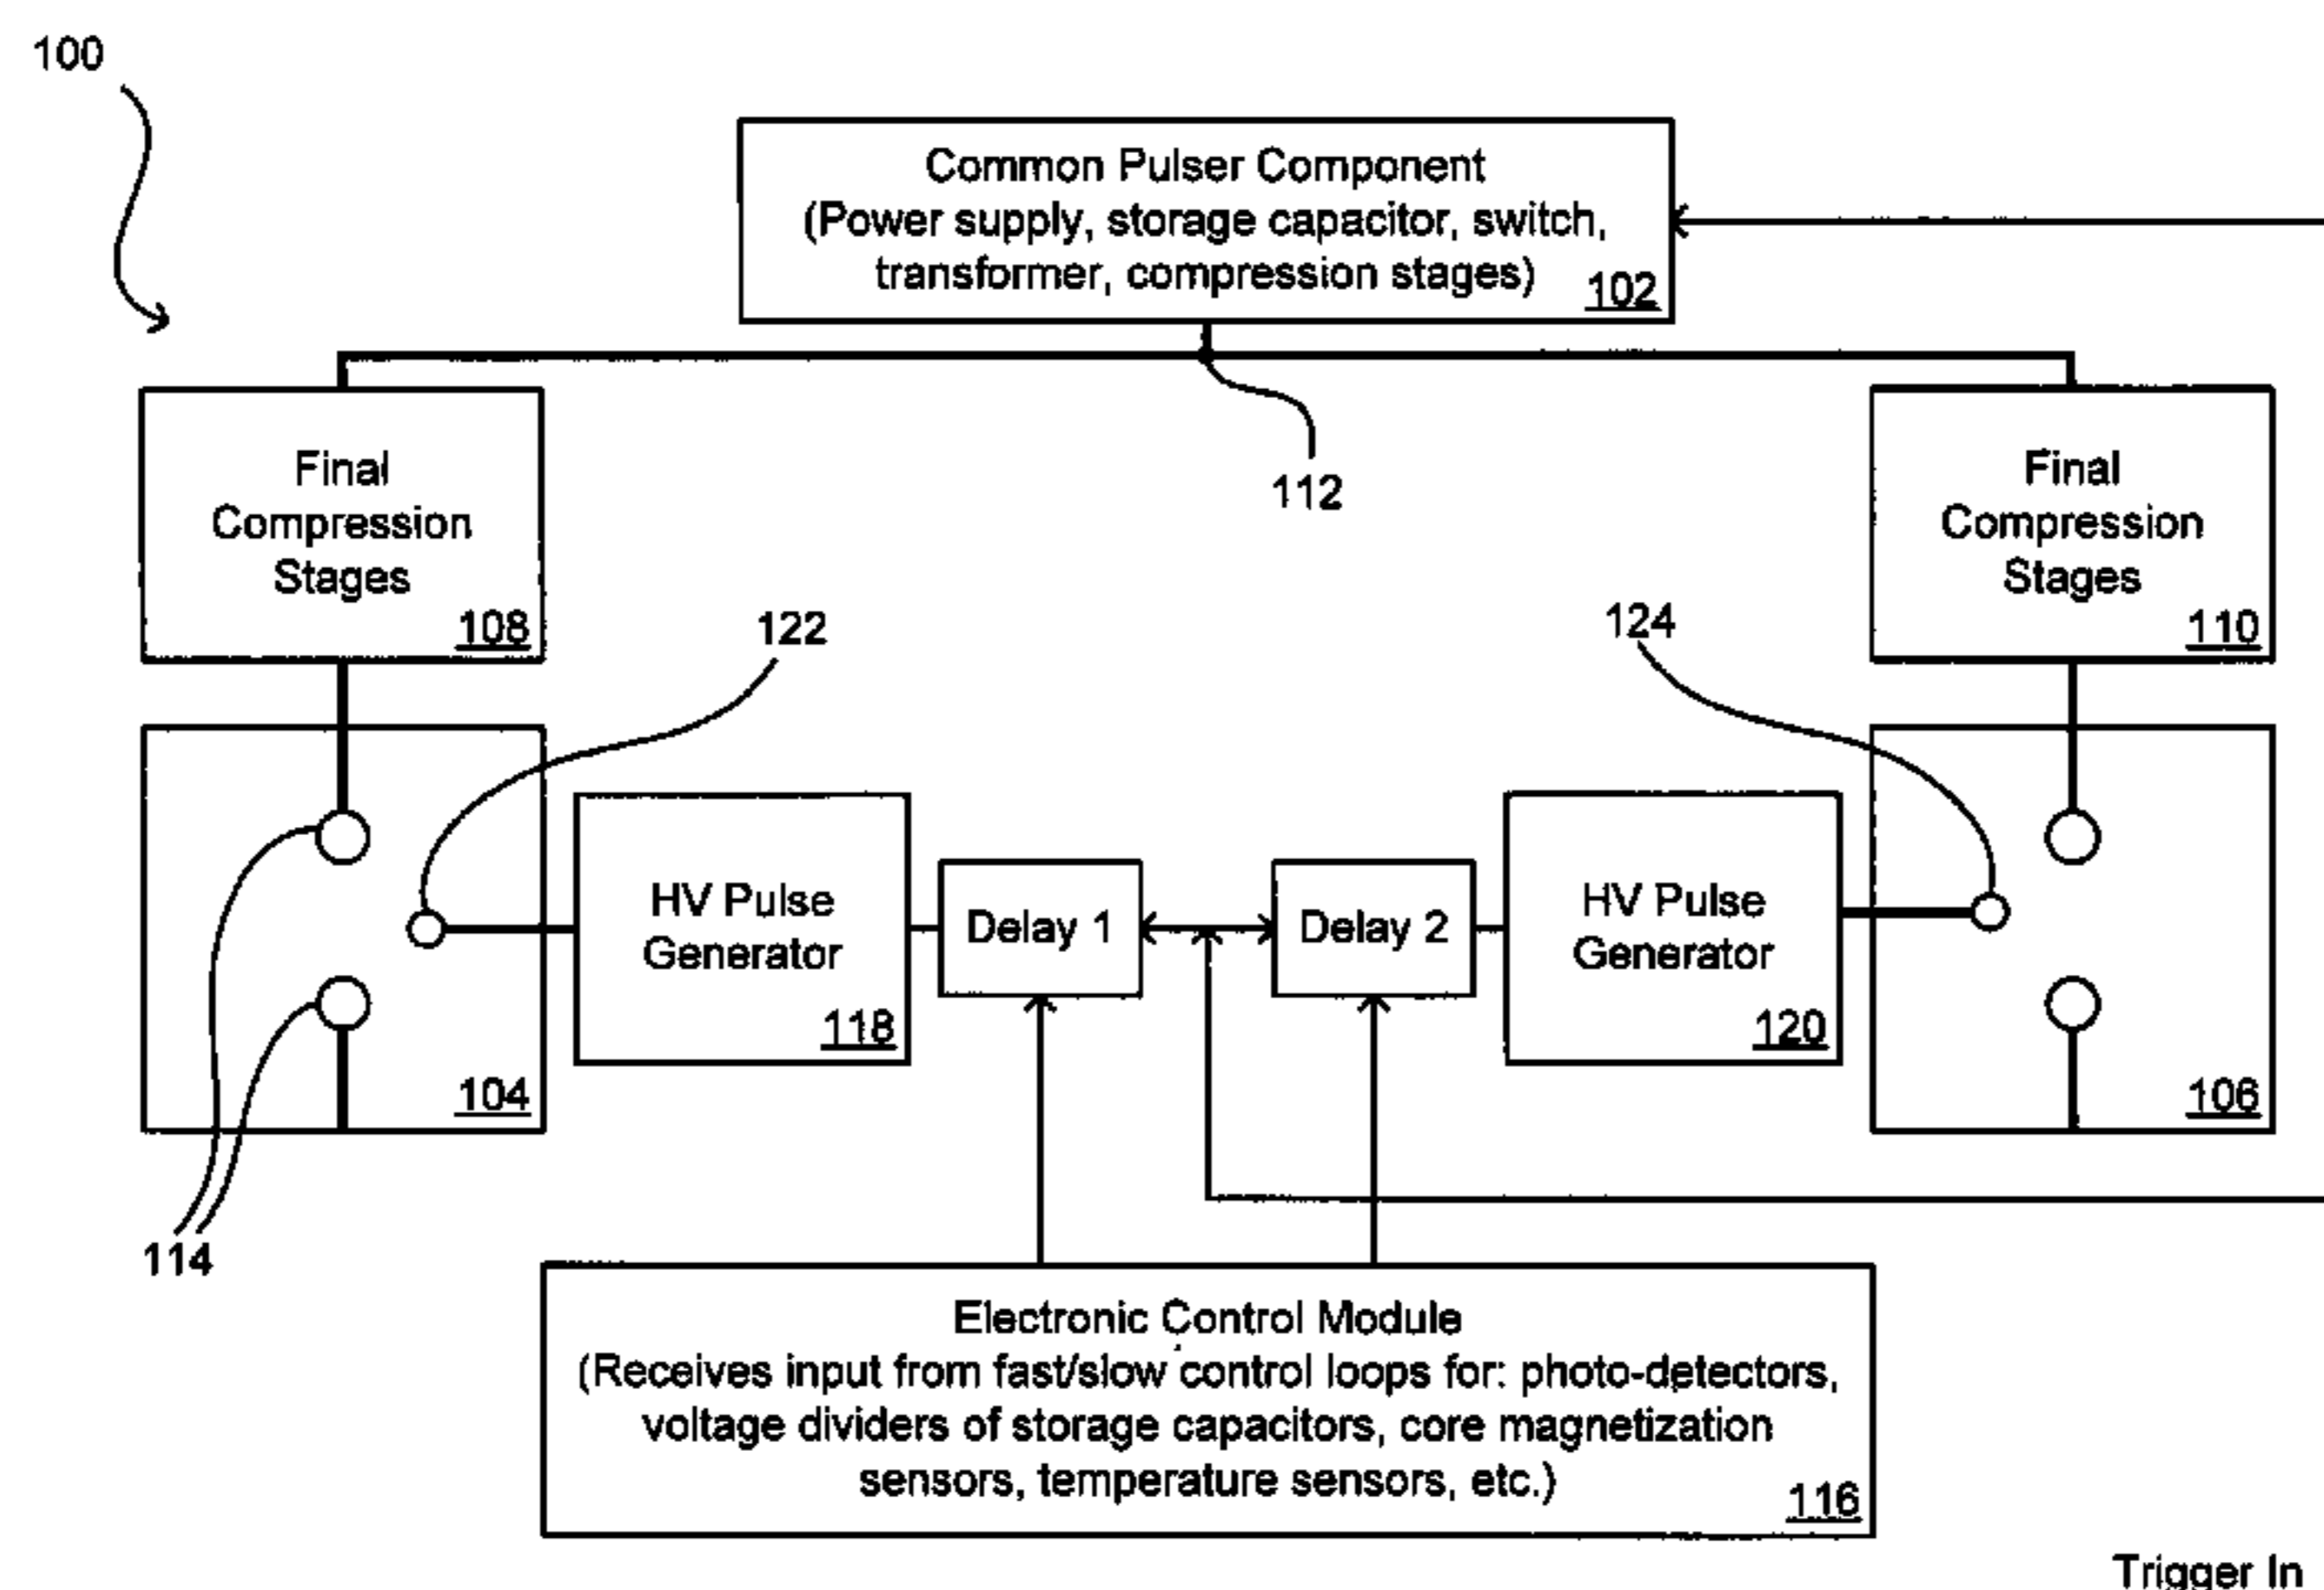 100
Common Pulser Component
(Power supply, storage capacitor, switch,
transformer, compression stages)
102
Final
Compression
Stages
108
112
Final
Compression
Stages
110
122
124
HV Pulse
Generator
118
Delay 1
Delay 2
HV Pulse
Generator
120
104
106
114
Electronic Control Module
(Receives input from fast/slow control loops for: photo-detectors,
voltage dividers of storage capacitors, core magnetization
sensors, temperature sensors, etc.)
116
Trigger In